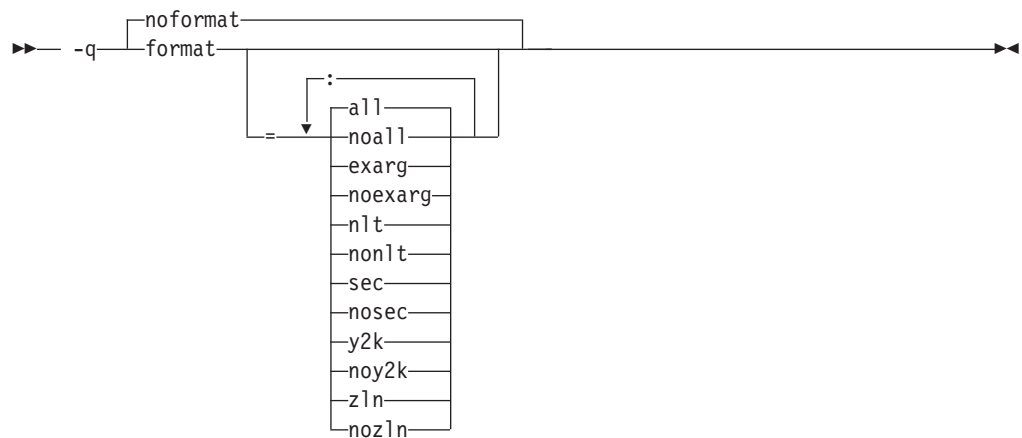 noformat
-q format
:
all
= noall
exarg
noexarg
nlt
nonlt
sec
nosec
y2k
noy2k
zln
nozln